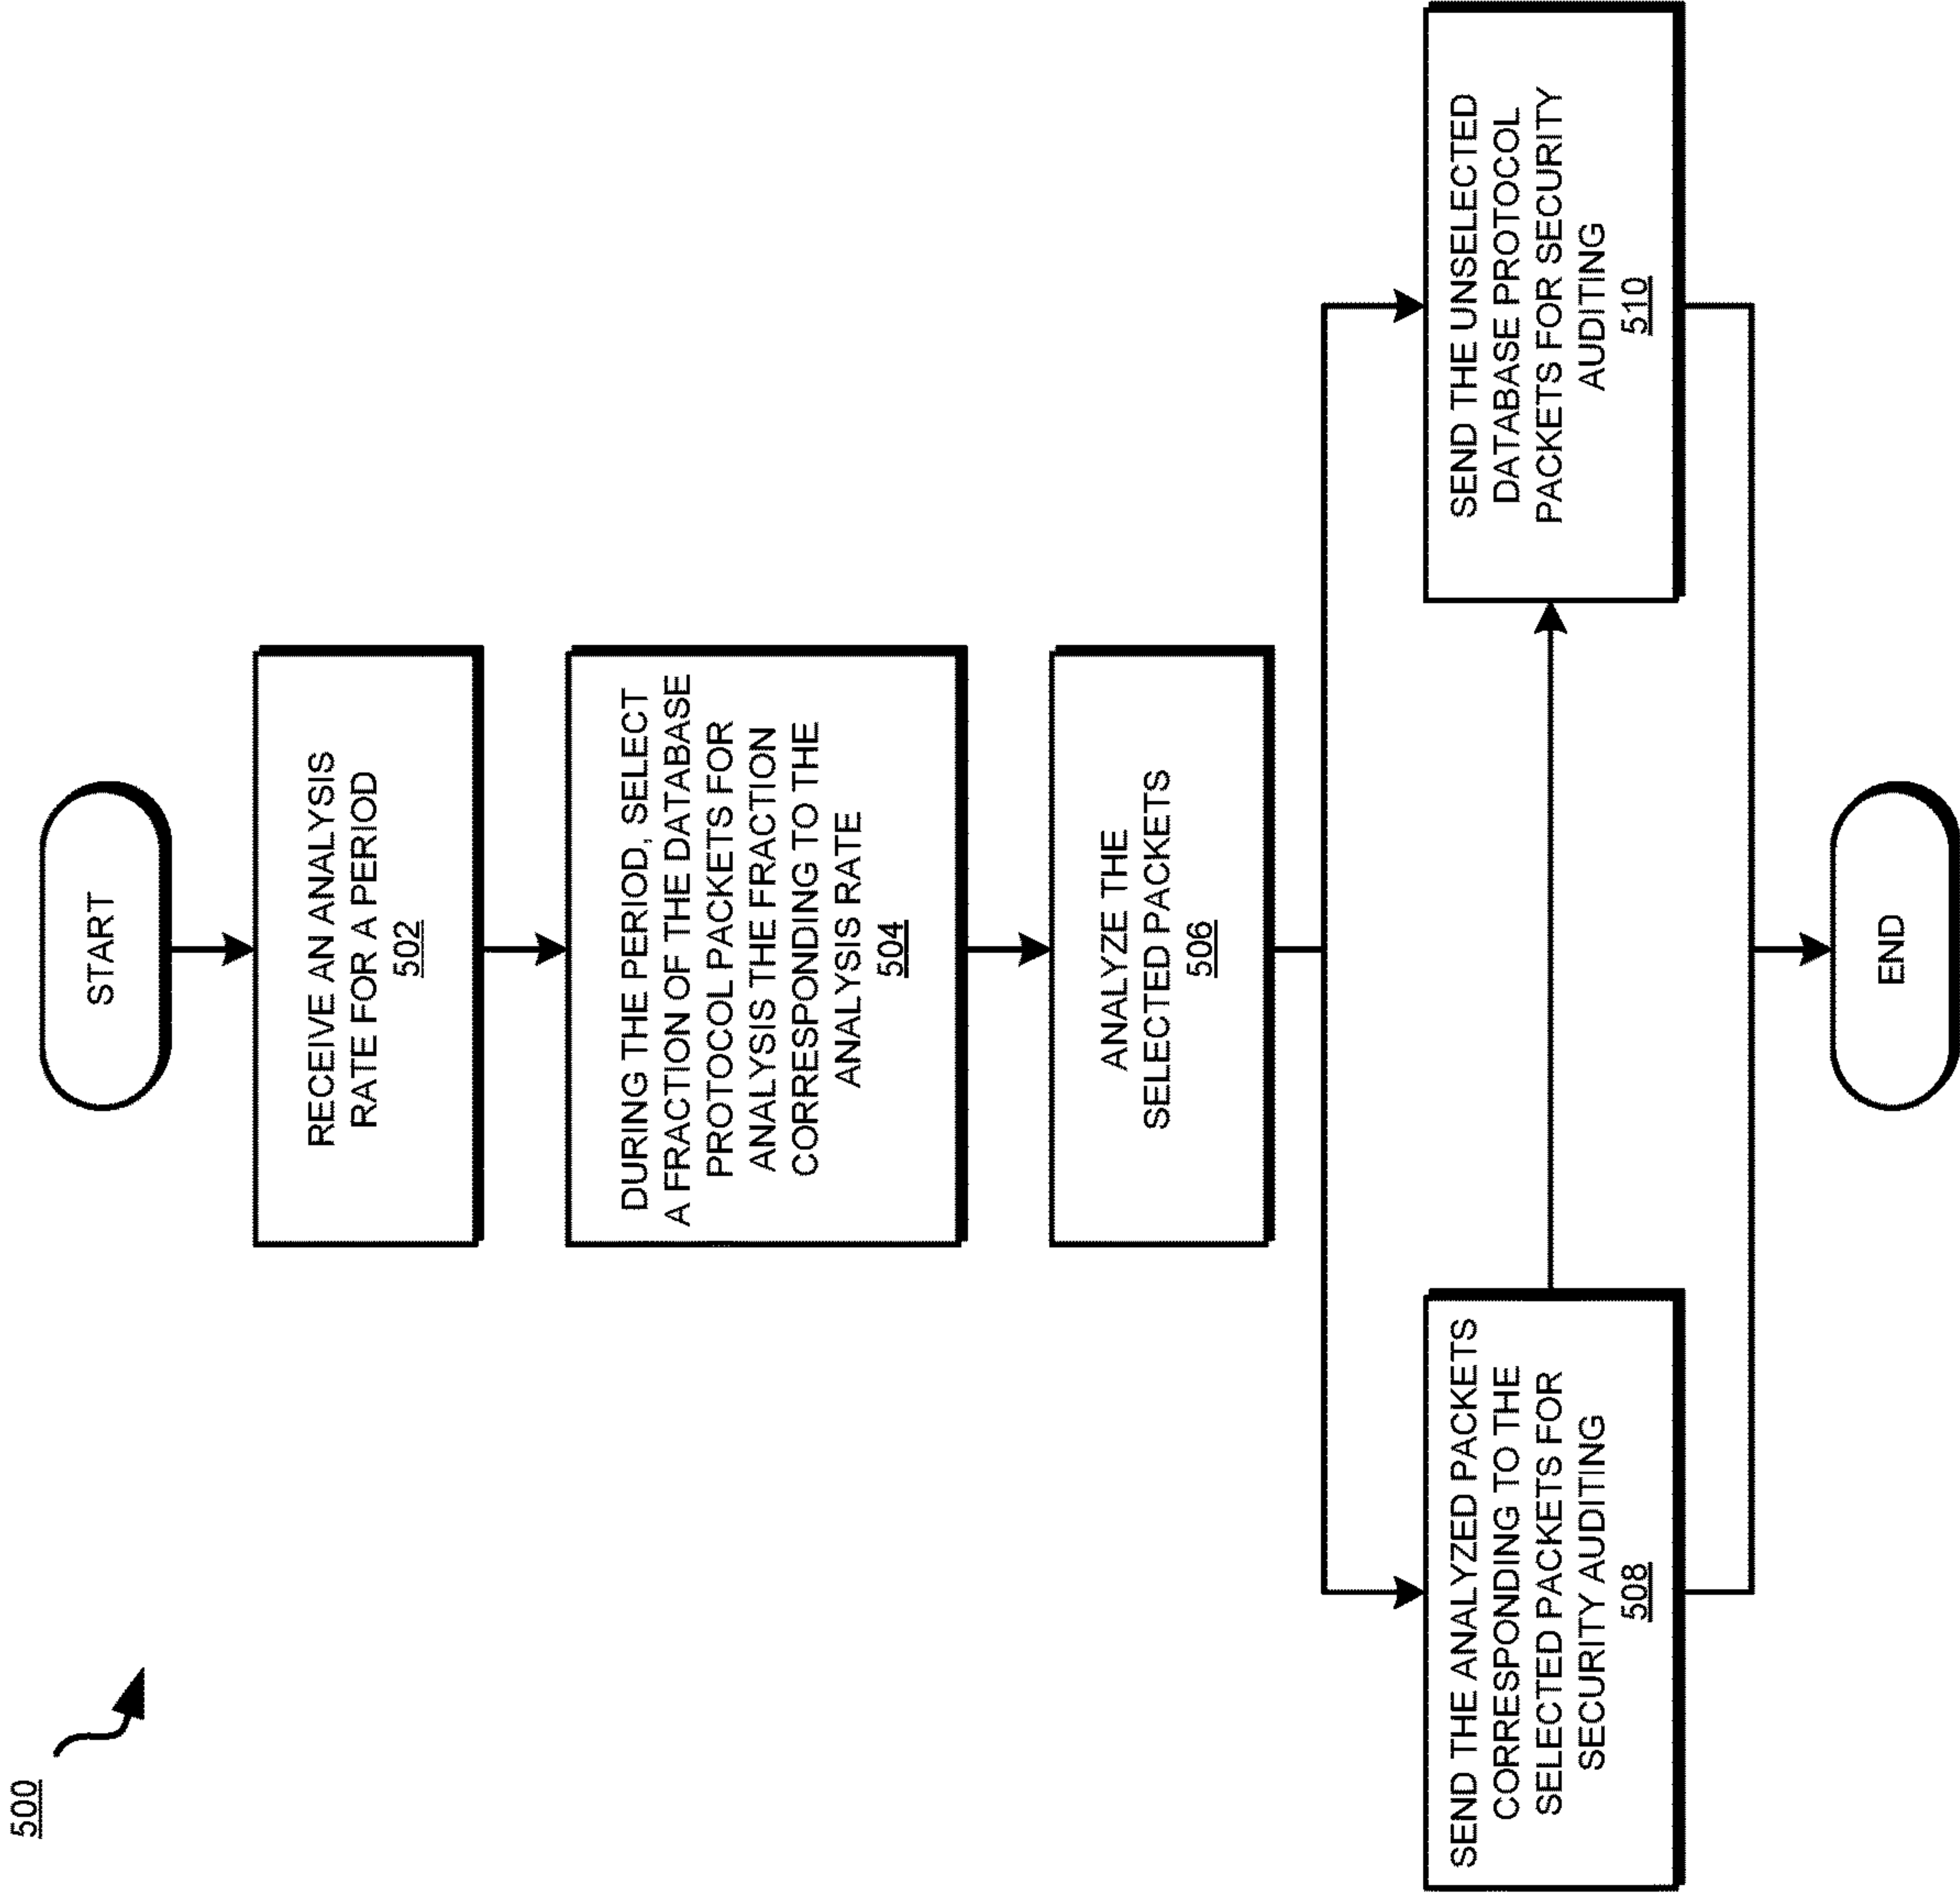 500
START
RECEIVE AN ANALYSIS
RATE FOR A PERIOD
502
DURING THE PERIOD, SELECT
A FRACTION OF THE DATABASE
PROTOCOL PACKETS FOR
ANALYSIS THE FRACTION
CORRESPONDING TO THE
ANALYSIS RATE
504
ANALYZE THE
SELECTED PACKETS
506
SEND THE ANALYZED PACKETS
CORRESPONDING TO THE
SELECTED PACKETS FOR
SECURITY AUDITING
508
SEND THE UNSELECTED
DATABASE PROTOCOL
PACKETS FOR SECURITY
AUDITING
510
END